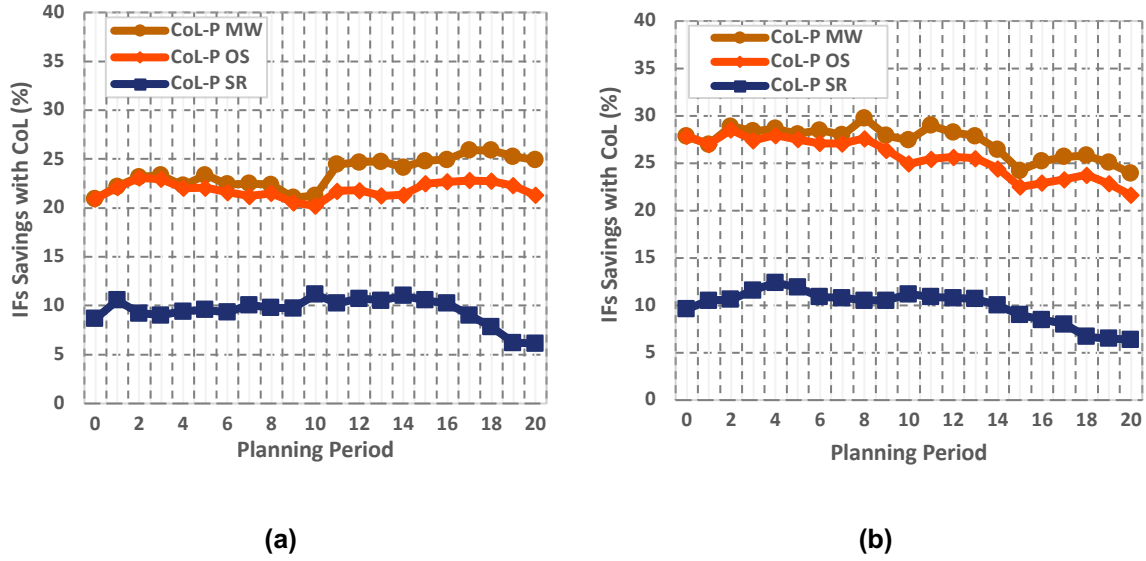 40
35
30
25
20
15
10
5
0
IFs Savings with CoL (%)
CoL-P MW
CoL-P OS
CoL-P SR
0 2 4 6 8 10 12 14 16 18 20
Planning Period
(a)
40
35
30
25
20
15
10
5
0
IFs Savings with CoL (%)
CoL-P MW
CoL-P OS
CoL-P SR
0 2 4 6 8 10 12 14 16 18 20
Planning Period
(b)